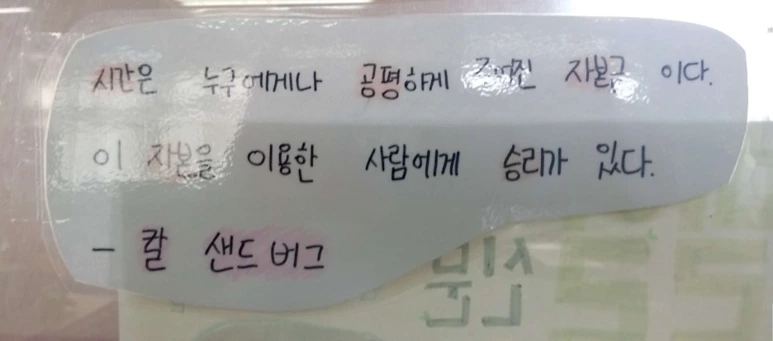 시간은 누구에게나 공평하게 주어진 자본금 이다.
이 자본을 이용한 사람에게 승리가 있다.
- 칼 샌드버그
신문